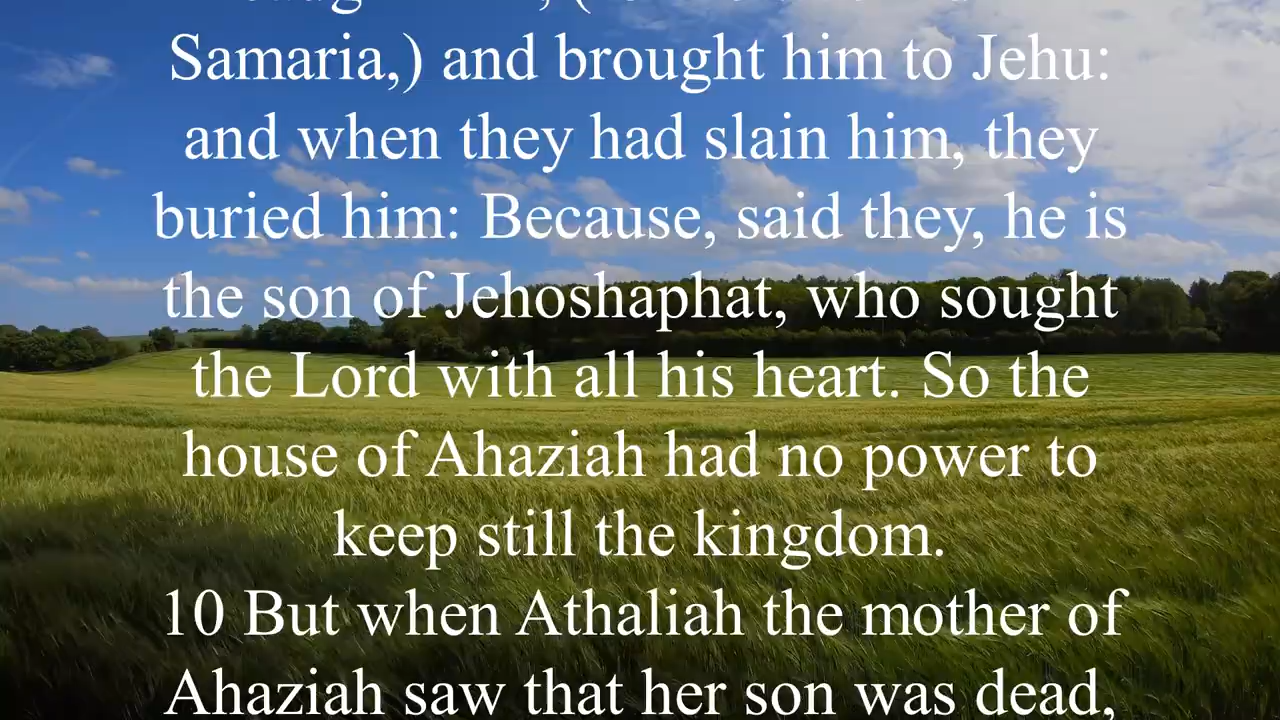 Samaria,) and brought him to Jehu:
and when they had slain him, they
buried him: Because, said they, he is
the son of Jehoshaphat, who sought
the Lord with all his heart. So the
house of Ahaziah had no power to
keep still the kingdom.
10 But when Athaliah the mother of
Ahaziah saw that her son was dead,